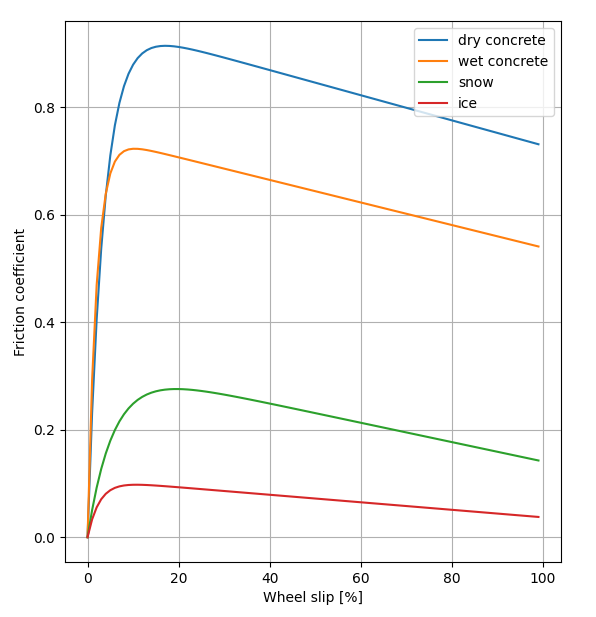 dry concrete
wet concrete
snow
ice
0.8
0.6
0.4
0.2
0.0
Friction coefficient
0 20 40 60 80 100
Wheel slip [%]